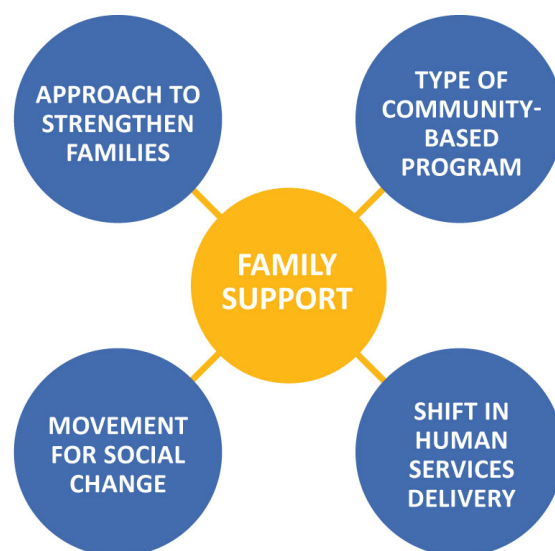 APPROACH TO
STRENGTHEN
FAMILIES
TYPE OF
COMMUNITY-
BASED
PROGRAM
FAMILY
SUPPORT
MOVEMENT
FOR SOCIAL
CHANGE
SHIFT IN
HUMAN
SERVICES
DELIVERY